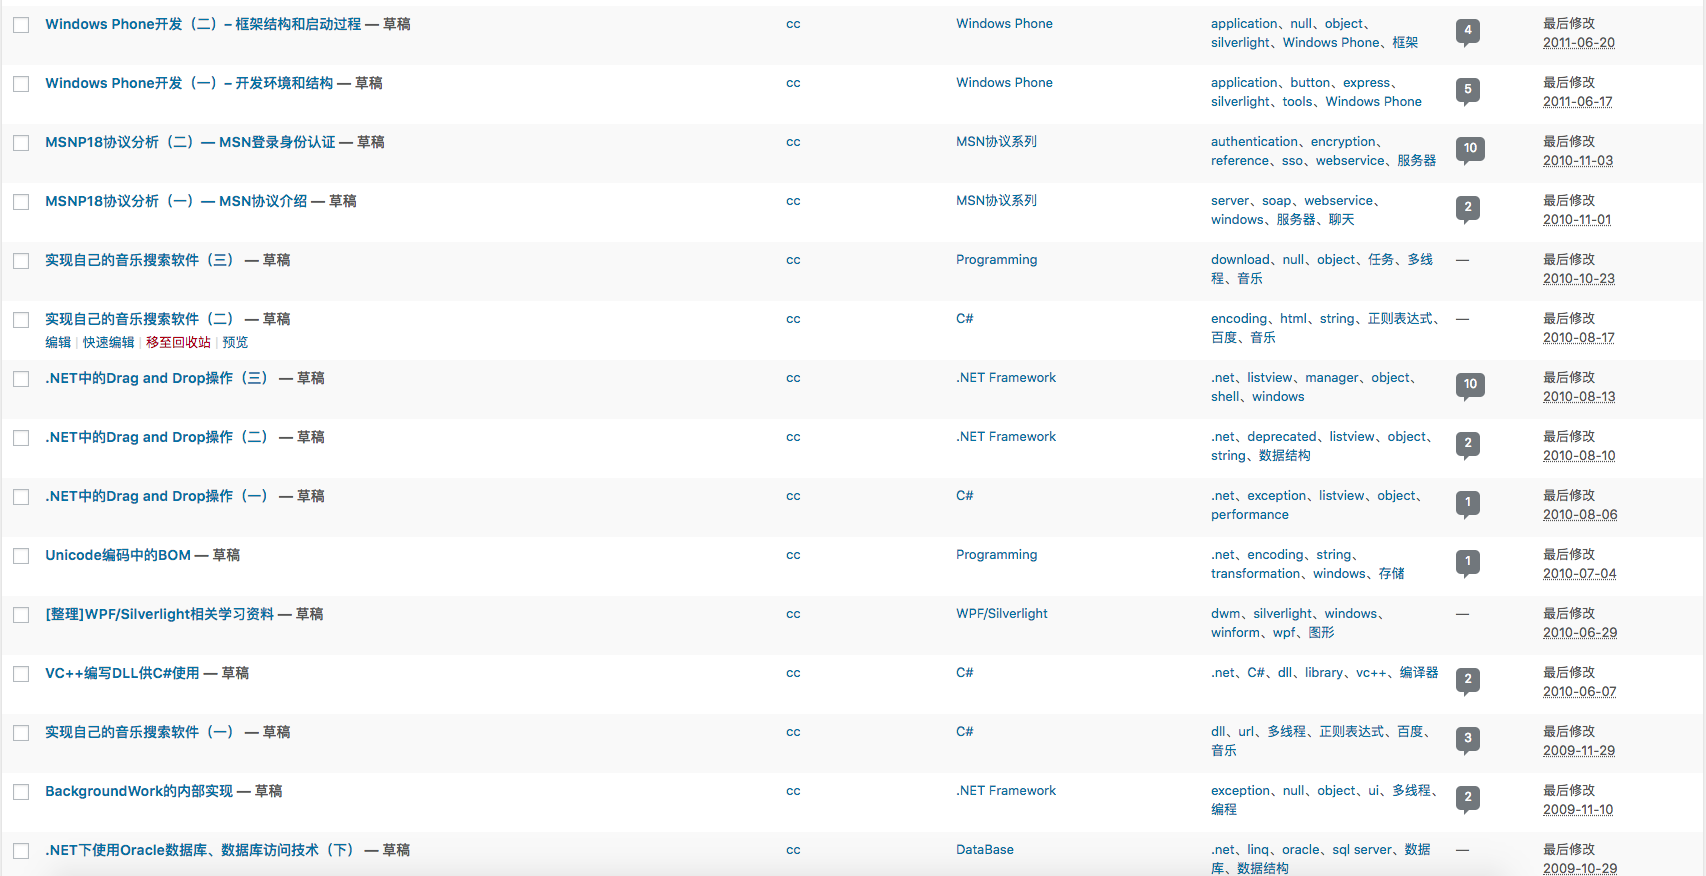 Windows Phone开发（二）– 框架结构和启动过程 — 草稿 cc Windows Phone application、null、object、 4 最后修改
silverlight、Windows Phone、框架 2011-06-20
Windows Phone开发（一）– 开发环境和结构 — 草稿 cc Windows Phone application、button、express、 5 最后修改
silverlight、tools、Windows Phone 2011-06-17
MSNP18协议分析（二）— MSN登录身份认证 — 草稿 cc MSN协议系列 authentication、encryption、 10 最后修改
reference、sso、webservice、服务器 2010-11-03
MSNP18协议分析（一）— MSN协议介绍 — 草稿 cc MSN协议系列 server、soap、webservice、 2 最后修改
windows、服务器、聊天 2010-11-01
实现自己的音乐搜索软件（三） — 草稿 cc Programming download、null、object、任务、多线 — 最后修改
程、音乐 2010-10-23
实现自己的音乐搜索软件（二） — 草稿 cc C# encoding、html、string、正则表达式、 — 最后修改
编辑 | 快速编辑 | 移至回收站 | 预览 百度、音乐 2010-08-17
.NET中的Drag and Drop操作（三） — 草稿 cc .NET Framework .net、listview、manager、object、 10 最后修改
shell、windows 2010-08-13
.NET中的Drag and Drop操作（二） — 草稿 cc .NET Framework .net、deprecated、listview、object、 2 最后修改
string、数据结构 2010-08-10
.NET中的Drag and Drop操作（一） — 草稿 cc C# .net、exception、listview、object、 1 最后修改
performance 2010-08-06
Unicode编码中的BOM — 草稿 cc Programming .net、encoding、string、 1 最后修改
transformation、windows、存储 2010-07-04
[整理]WPF/Silverlight相关学习资料 — 草稿 cc WPF/Silverlight dwm、silverlight、windows、 — 最后修改
winform、wpf、图形 2010-06-29
VC++编写DLL供C#使用 — 草稿 cc C# .net、C#、dll、library、vc++、编译器 2 最后修改
2010-06-07
实现自己的音乐搜索软件（一） — 草稿 cc C# dll、url、多线程、正则表达式、百度、 3 最后修改
音乐 2009-11-29
BackgroundWork的内部实现 — 草稿 cc .NET Framework exception、null、object、ui、多线程、 2 最后修改
编程 2009-11-10
.NET下使用Oracle数据库、数据库访问技术（下） — 草稿 cc DataBase .net、linq、oracle、sql server、数据 — 最后修改
库、数据结构 2009-10-29